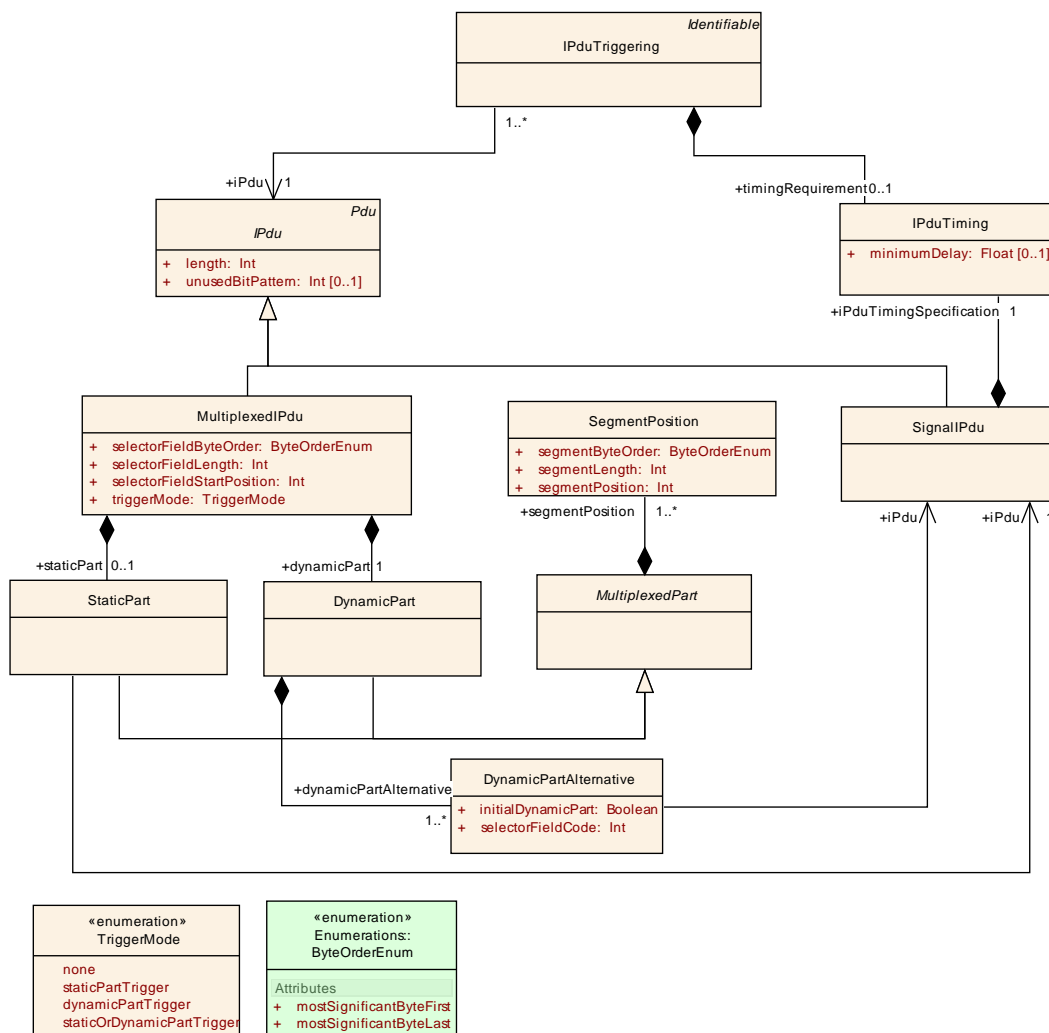 Identifiable
IPduTriggering
1..*
+iPdu 1
+timingRequirement 0..1
Pdu
IPdu
+ length: Int
+ unusedBitPattern: Int [0..1]
IPduTiming
+ minimumDelay: Float [0..1]
+iPduTimingSpecification 1
MultiplexedIPdu
+ selectorFieldByteOrder: ByteOrderEnum
+ selectorFieldLength: Int
+ selectorFieldStartPosition: Int
+ triggerMode: TriggerMode
SegmentPosition
+ segmentByteOrder: ByteOrderEnum
+ segmentLength: Int
+ segmentPosition: Int
SignalIPdu
+segmentPosition 1..*
+iPdu
+iPdu 1
+staticPart 0..1
+dynamicPart 1
StaticPart
DynamicPart
MultiplexedPart
+dynamicPartAlternative
1..*
DynamicPartAlternative
+ initialDynamicPart: Boolean
+ selectorFieldCode: Int
«enumeration»
TriggerMode
none
staticPartTrigger
dynamicPartTrigger
staticOrDynamicPartTrigger
«enumeration»
Enumerations::
ByteOrderEnum
Attributes
+ mostSignificantByteFirst
+ mostSignificantByteLast